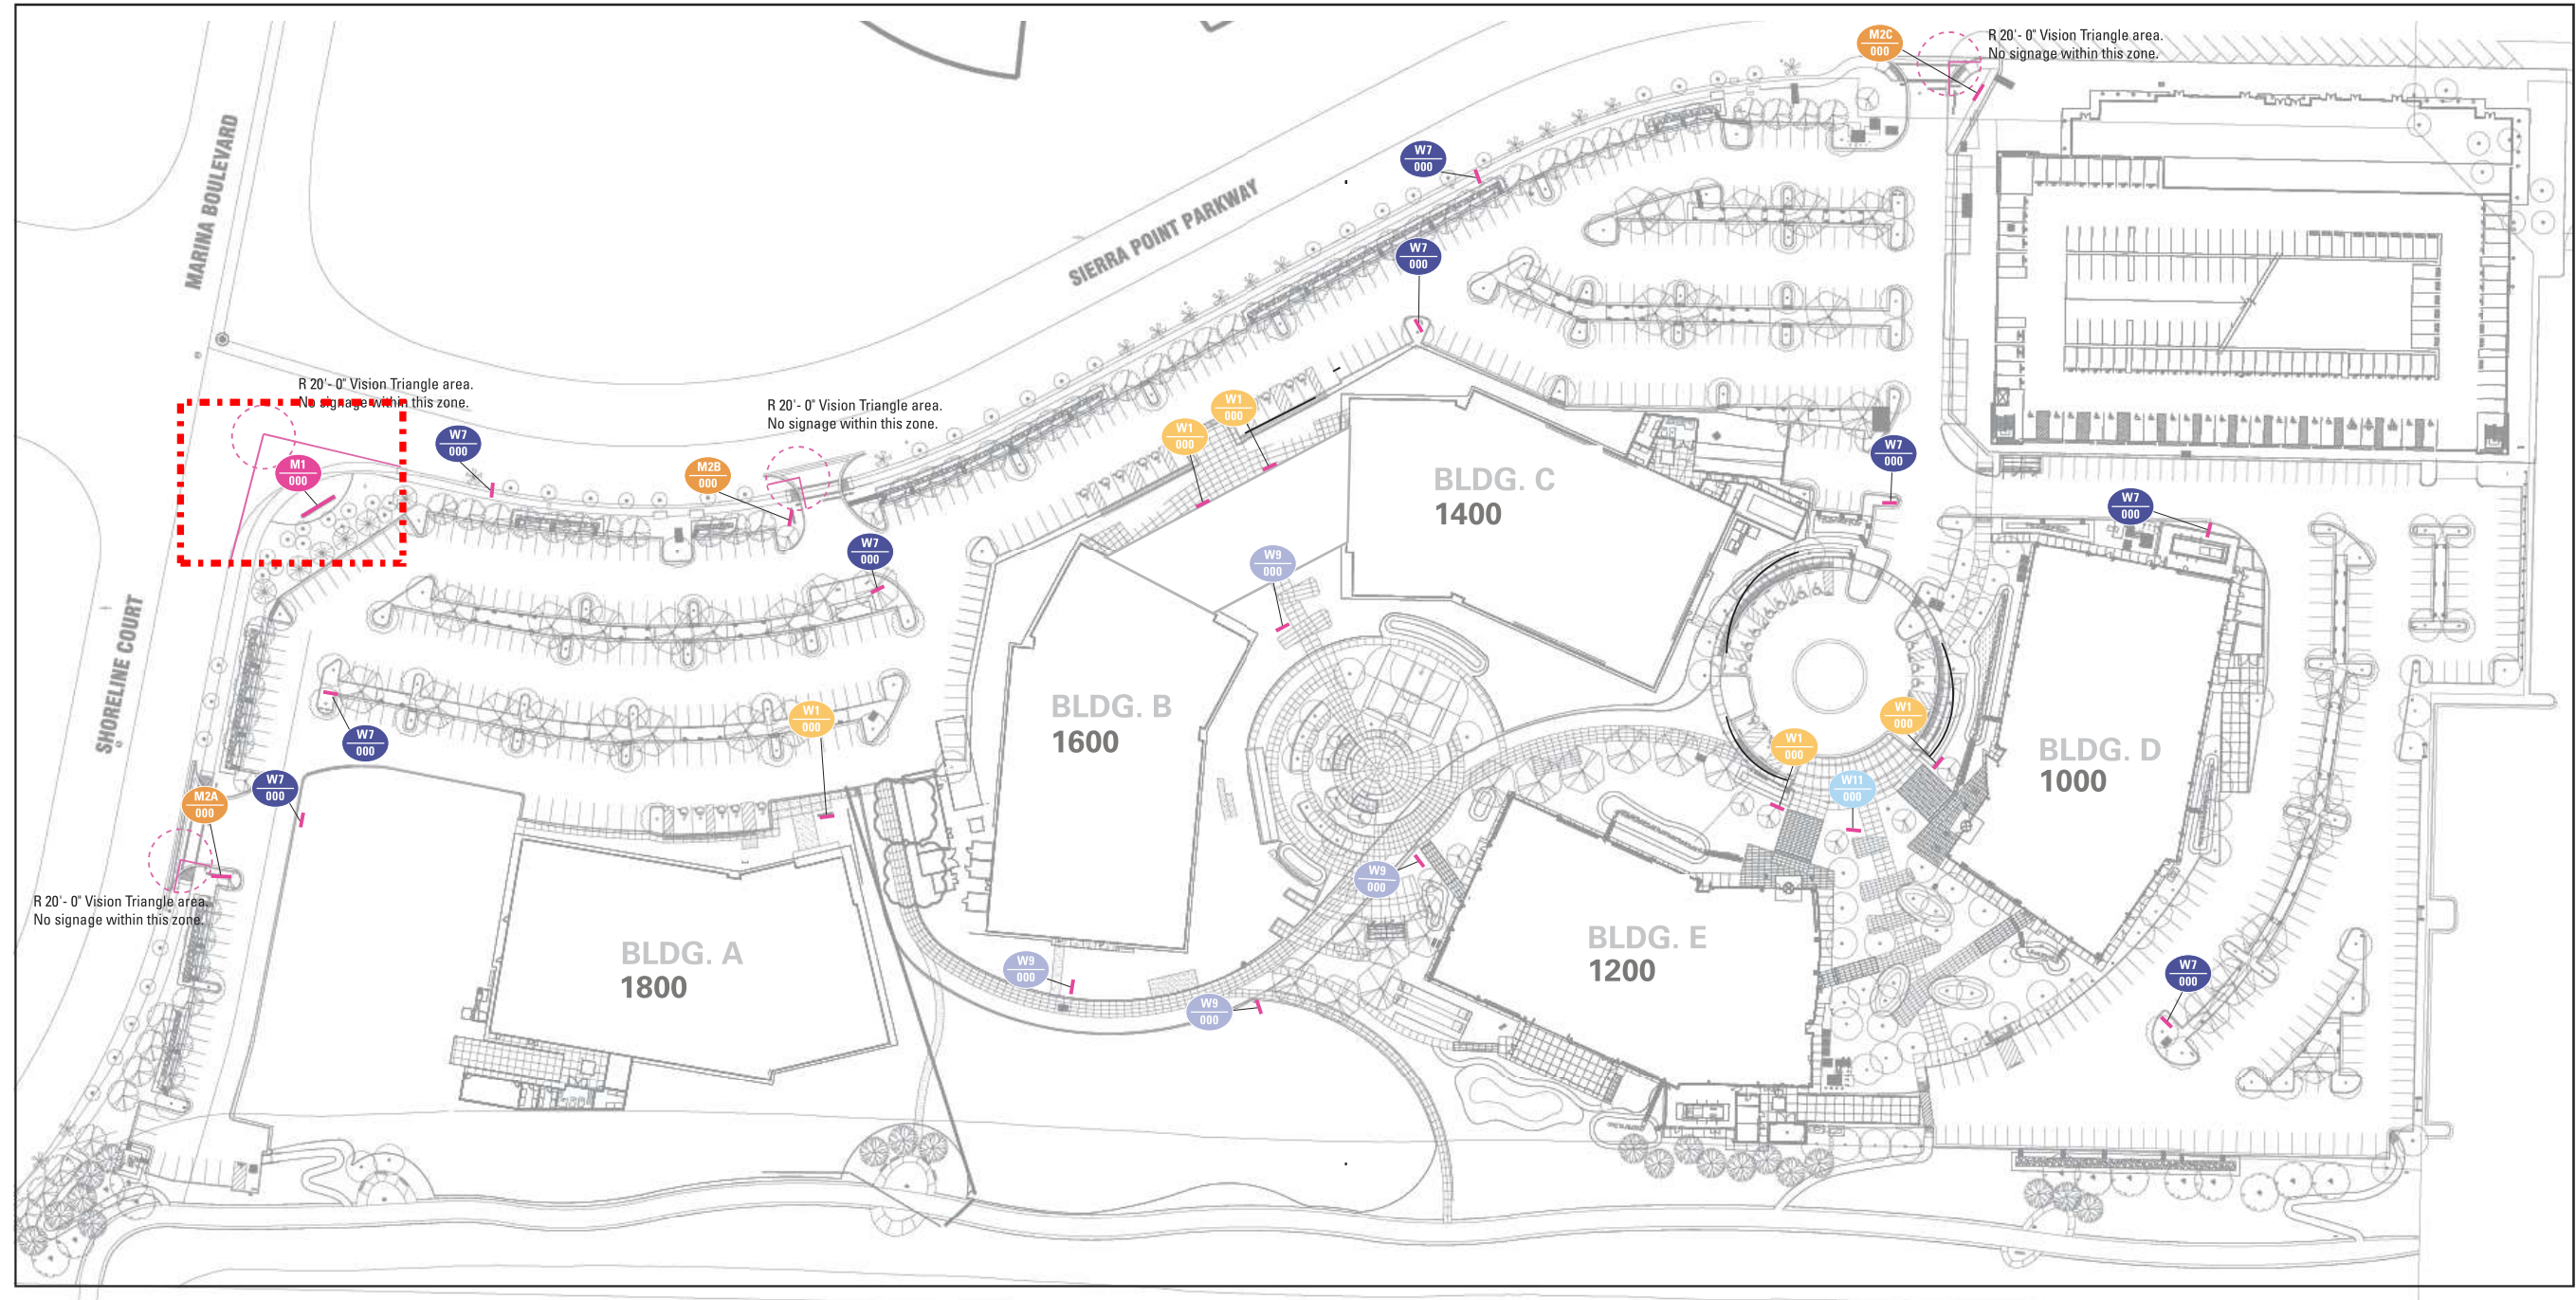 M2C
000
R 20'- 0" Vision Triangle area.
No signage within this zone.
MARINA BOULEVARD
W7
000
SIERRA POINT PARKWAY
W7
000
R 20'- 0" Vision Triangle area.
No signage within this zone.
R 20'- 0" Vision Triangle area.
No signage within this zone.
W1
000
W1
000
W7
000
M1
000
M2B
000
W7
000
BLDG. C
1400
W7
000
W7
000
W9
000
SHORELINE COURT
W7
000
W1
000
BLDG. B
1600
W1
000
W1
000
BLDG. D
1000
W7
000
M2A
000
W11
000
R 20'- 0" Vision Triangle area.
No signage within this zone.
W9
000
BLDG. A
1800
BLDG. E
1200
W9
000
W9
000
W7
000